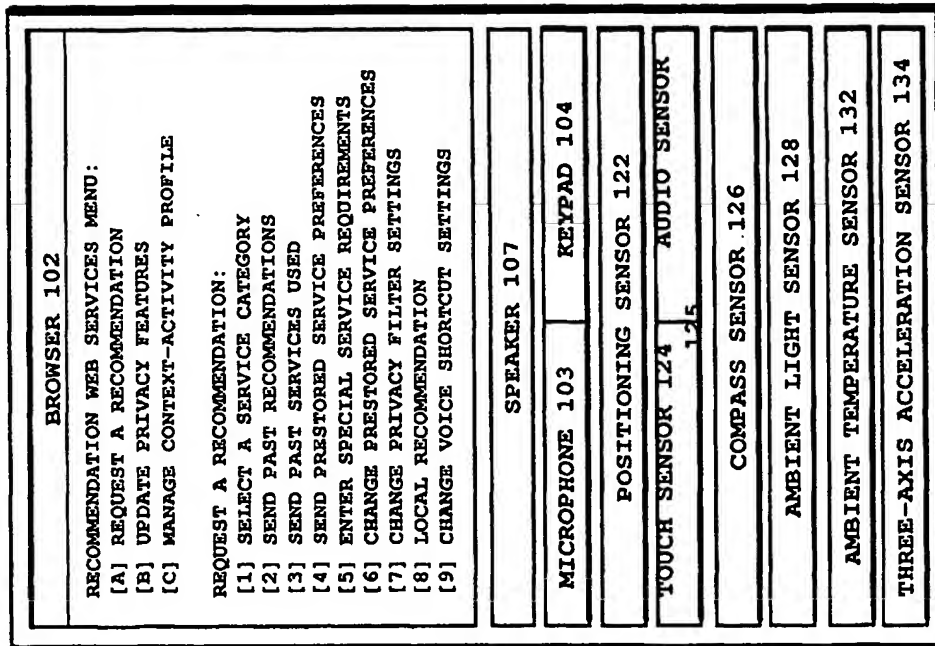 BROWSER 102
RECOMMENDATION WEB SERVICES MENU:
[A] REQUEST A RECOMMENDATION
[B] UPDATE PRIVACY FEATURES
[C] MANAGE CONTEXT-ACTIVITY PROFILE
REQUEST A RECOMMENDATION:
[1] SELECT A SERVICE CATEGORY
[2] SEND PAST RECOMMENDATIONS
[3] SEND PAST SERVICES USED
[4] SEND PRESTORED SERVICE PREFERENCES
[5] ENTER SPECIAL SERVICE REQUIREMENTS
[6] CHANGE PRESTORED SERVICE PREFERENCES
[7] CHANGE PRIVACY FILTER SETTINGS
[8] LOCAL RECOMMENDATION
[9] CHANGE VOICE SHORTCUT SETTINGS
SPEAKER 107
MICROPHONE 103 KEYPAD 104
POSITIONING SENSOR 122
TOUCH SENSOR 124 AUDIO SENSOR
125
COMPASS SENSOR 126
AMBIENT LIGHT SENSOR 128
AMBIENT TEMPERATURE SENSOR 132
THREE-AXIS ACCELERATION SENSOR 134